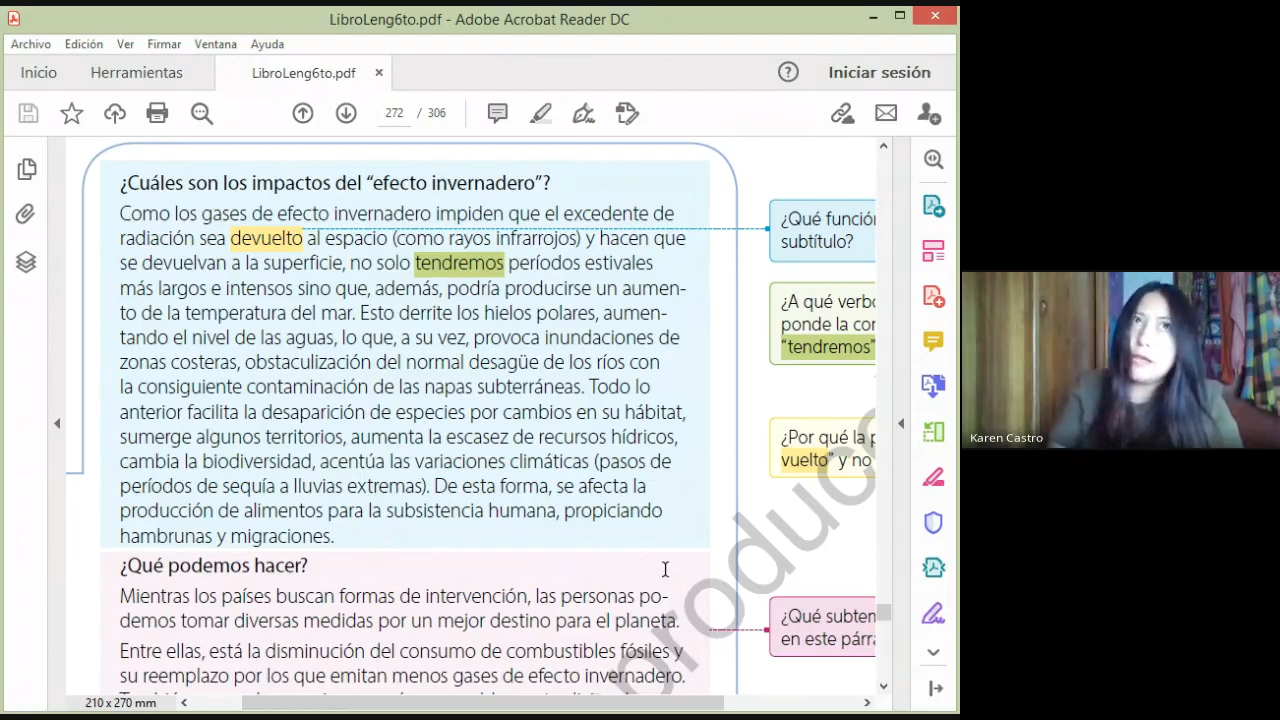 LibroLeng6to.pdf - Adobe Acrobat Reader DC
Archivo Edición Ver Firmar Ventana Ayuda
Inicio Herramientas LibroLeng6to.pdf × Iniciar sesión
272 / 306
¿Cuáles son los impactos del “efecto invernadero”?
Como los gases de efecto invernadero impiden que el excedente de
radiación sea devuelto al espacio (como rayos infrarrojos) y hacen que
se devuelvan a la superficie, no solo tendremos períodos estivales
más largos e intensos sino que, además, podría producirse un aumen-
to de la temperatura del mar. Esto derrite los hielos polares, aumen-
tando el nivel de las aguas, lo que, a su vez, provoca inundaciones de
zonas costeras, obstaculización del normal desagüe de los ríos con
la consiguiente contaminación de las napas subterráneas. Todo lo
anterior facilita la desaparición de especies por cambios en su hábitat,
sumerge algunos territorios, aumenta la escasez de recursos hídricos,
cambia la biodiversidad, acentúa las variaciones climáticas (pasos de
períodos de sequía a lluvias extremas). De esta forma, se afecta la
producción de alimentos para la subsistencia humana, propiciando
hambrunas y migraciones.
¿Qué podemos hacer?
Mientras los países buscan formas de intervención, las personas po-
demos tomar diversas medidas por un mejor destino para el planeta.
Entre ellas, está la disminución del consumo de combustibles fósiles y
su reemplazo por los que emitan menos gases de efecto invernadero.
¿Qué funció
subtítulo?
¿A qué verbo
ponde la co
“tendremos”
¿Por qué la p
vuelto” y no
¿Qué subten
en este párra
produc
210 x 270 mm
Karen Castro